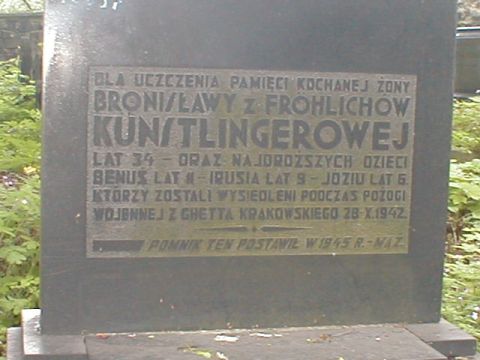 DLA UCZCZENIA PAMIĘCI KOCHANEJ ŻONY
BRONISŁAWY Z FRÖHLICHÓW
KÜNSTLINGEROWEJ
LAT 34 - ORAZ NAJDROŻSZYCH DZIECI
BENUŚ LAT 11 - IRUSIA LAT 9 - JÓZIU LAT 6
KTÓRZY ZOSTALI WYSIEDLENI PODCZAS POŻOGI
WOJENNEJ Z GHETTA KRAKOWSKIEGO 28·X·1942.
POMNIK TEN POSTAWIŁ W 1945 R.- MĄŻ.